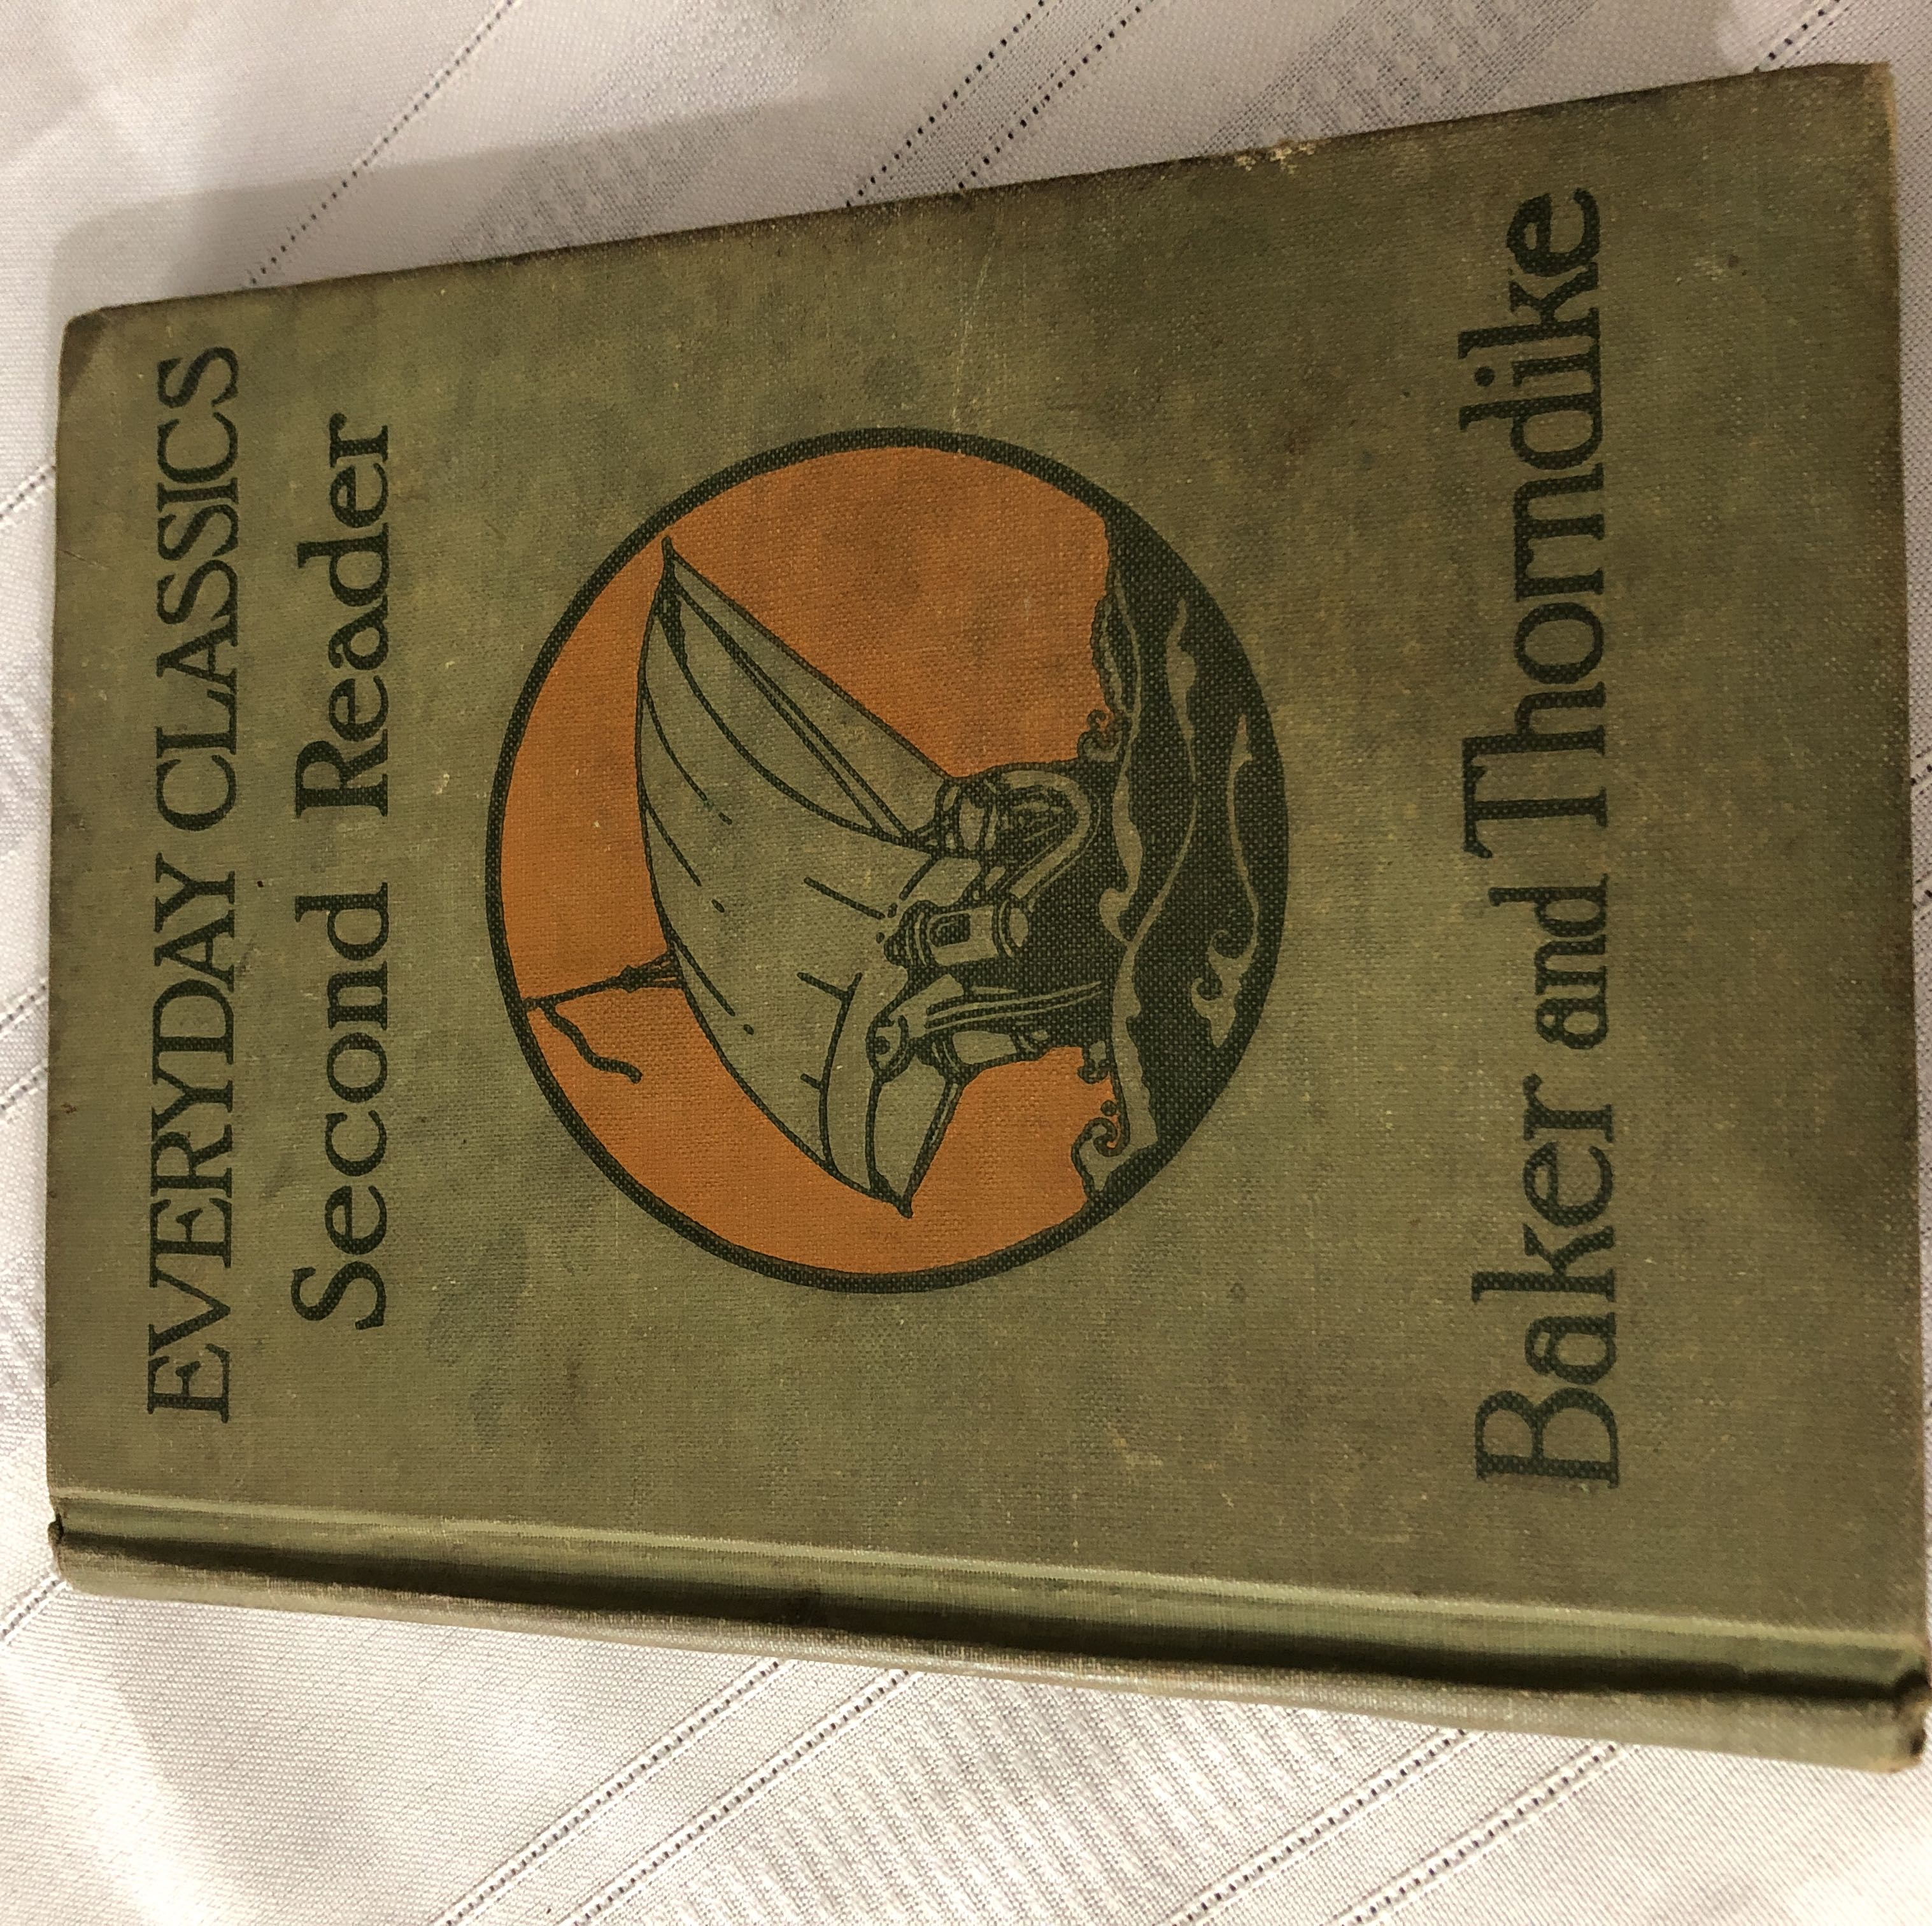 EVERYDAY CLASSICS
Second Reader
Baker and Thorndike